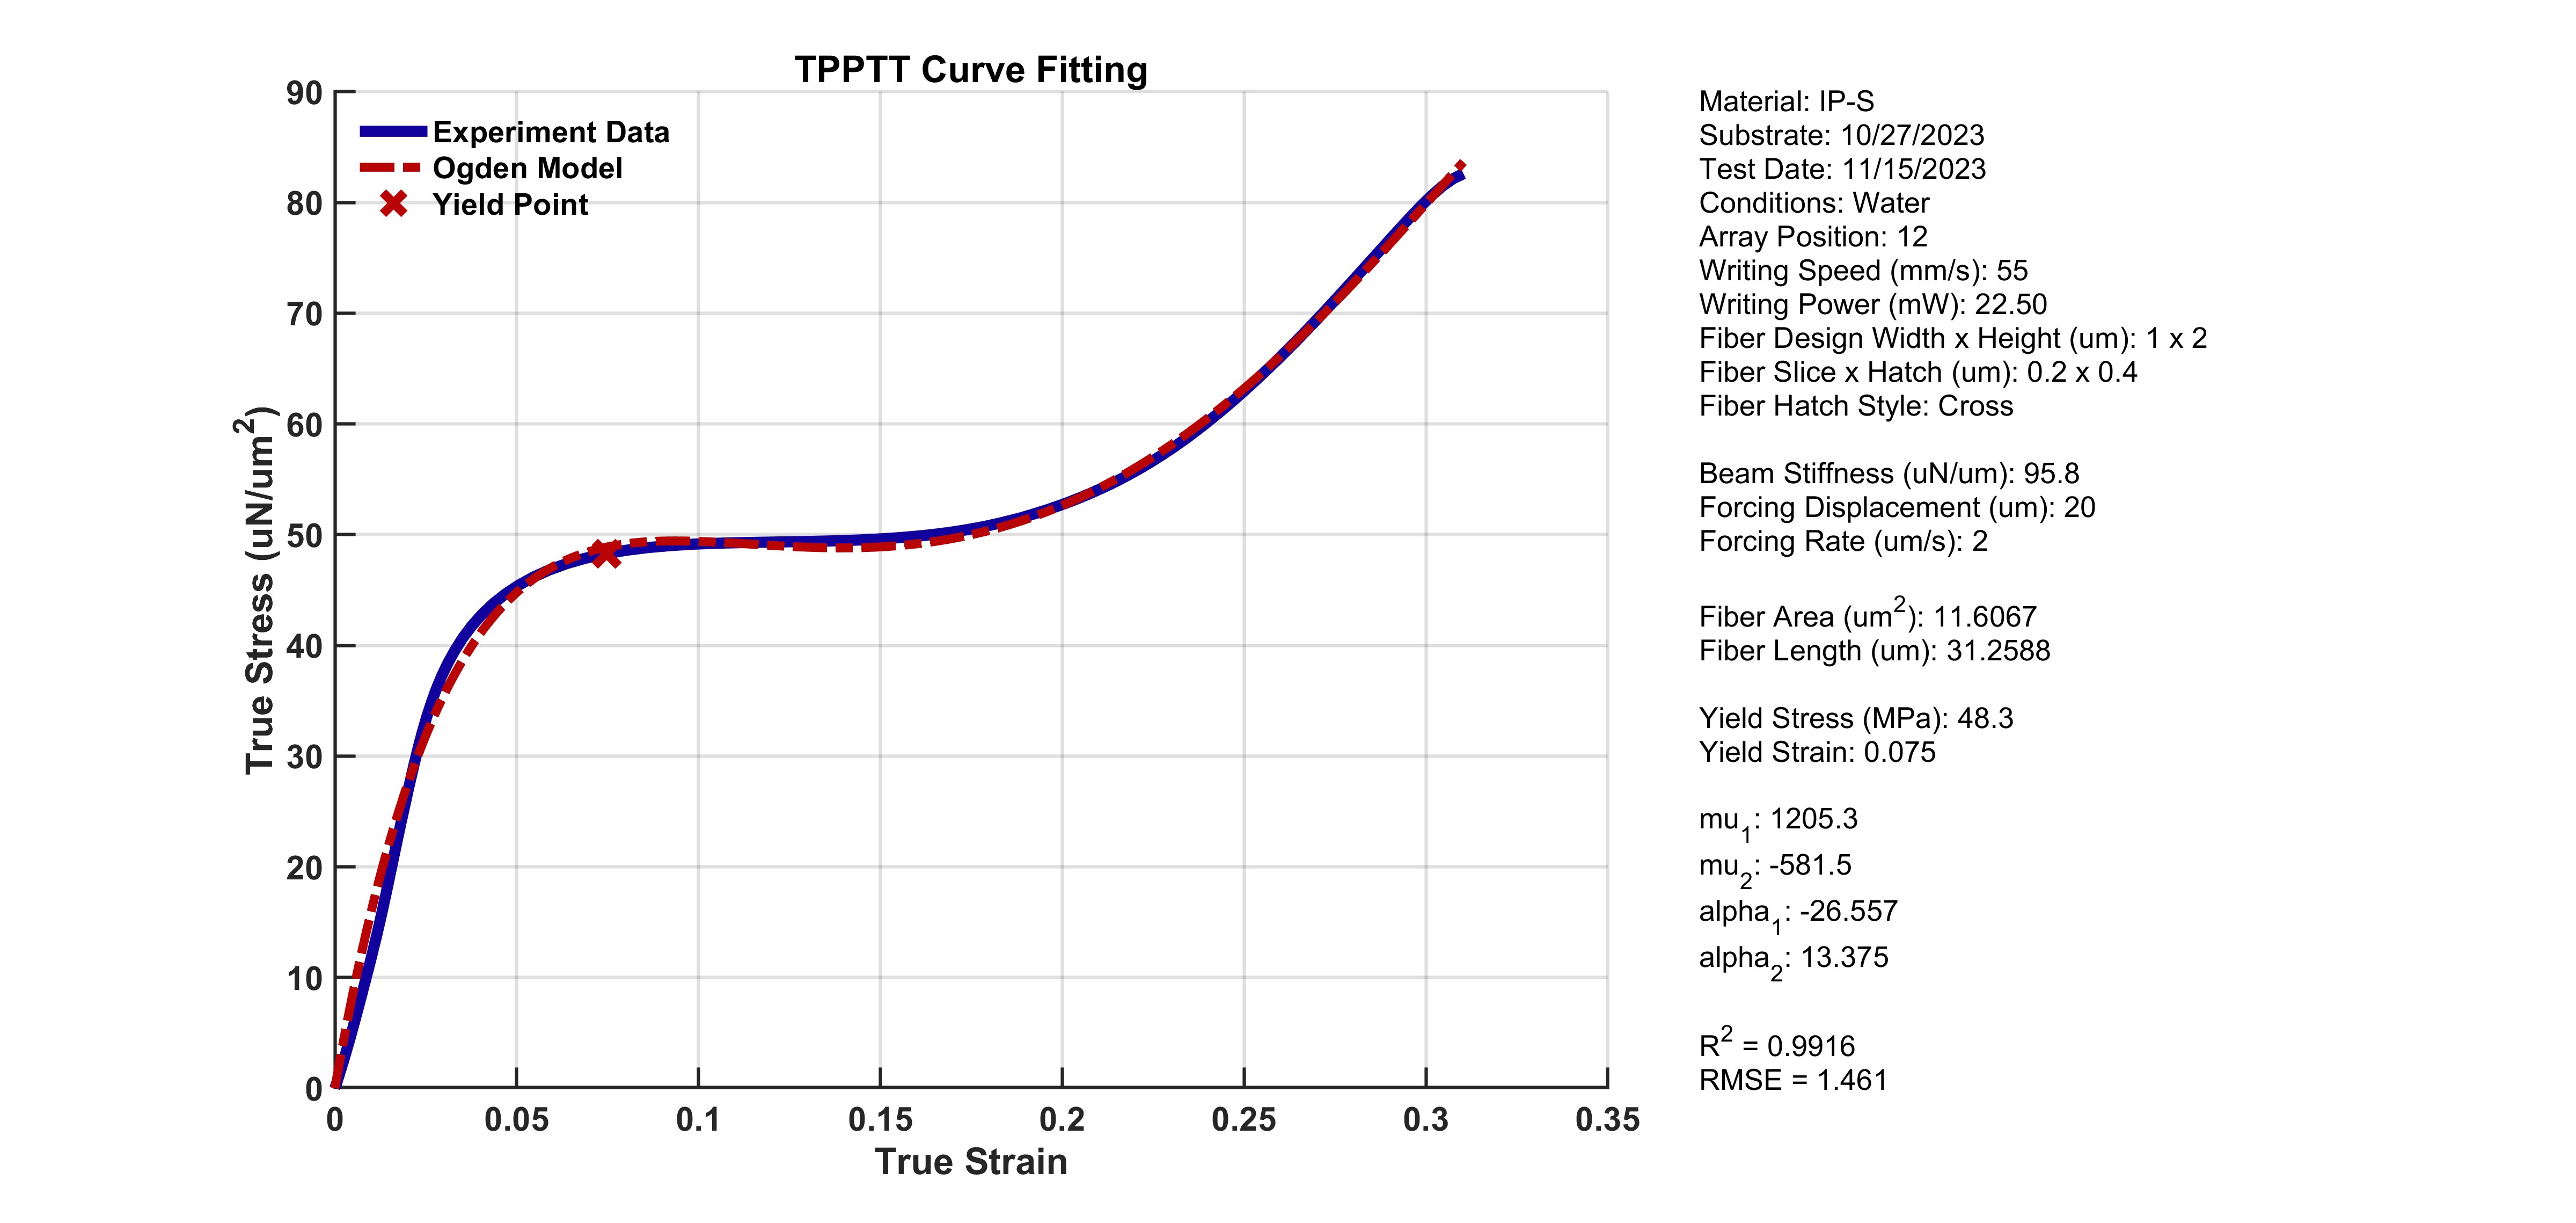 TPPTT Curve Fitting
90
80
70
60
50
40
30
20
10
0
True Stress (uN/um²)
Experiment Data
Ogden Model
Yield Point
0 0.05 0.1 0.15 0.2 0.25 0.3 0.35
True Strain
Material: IP-S
Substrate: 10/27/2023
Test Date: 11/15/2023
Conditions: Water
Array Position: 12
Writing Speed (mm/s): 55
Writing Power (mW): 22.50
Fiber Design Width x Height (um): 1 x 2
Fiber Slice x Hatch (um): 0.2 x 0.4
Fiber Hatch Style: Cross
Beam Stiffness (uN/um): 95.8
Forcing Displacement (um): 20
Forcing Rate (um/s): 2
Fiber Area (um²): 11.6067
Fiber Length (um): 31.2588
Yield Stress (MPa): 48.3
Yield Strain: 0.075
mu₁: 1205.3
mu₂: -581.5
alpha₁: -26.557
alpha₂: 13.375
R² = 0.9916
RMSE = 1.461